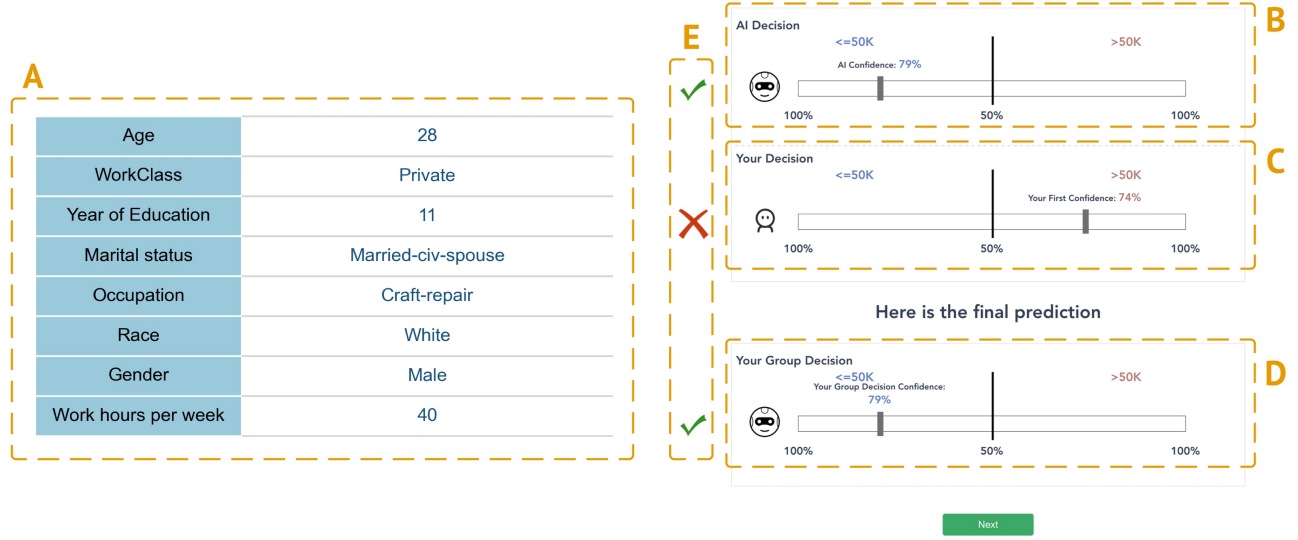 A
Age 28
WorkClass Private
Year of Education 11
Marital status Married-civ-spouse
Occupation Craft-repair
Race White
Gender Male
Work hours per week 40
E
B
AI Decision
<=50K >50K
AI Confidence: 79%
100% 50% 100%
C
Your Decision
<=50K >50K
Your First Confidence: 74%
100% 50% 100%
Here is the final prediction
D
Your Group Decision
<=50K >50K
Your Group Decision Confidence:
79%
100% 50% 100%
Next